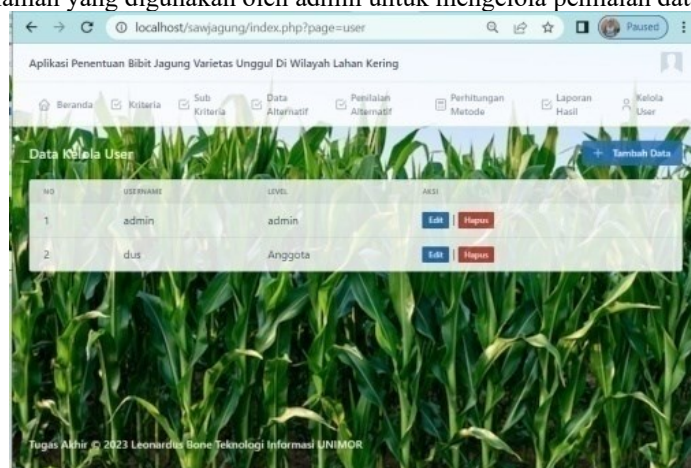 yang digunakan oleh admin untuk mengelola penilaian
localhost/sawjagung/index.php?page=user
Paused
Aplikasi Penentuan Bibit Jagung Varietas Unggul Di Wilayah Lahan Kering
Beranda
Kriteria
Sub
Kriteria
Data
Alternatif
Penilaian
Alternatif
Perhitungan
Metode
Laporan
Hasil
Kelola
User
Data Kelola User
+ Tambah Data
NO USERNAME LEVEL AKSI
1 admin admin Edit | Hapus
2 dus Anggota Edit | Hapus
Tugas Akhir © 2023 Leonardus Bone Teknologi Informasi UNIMOR